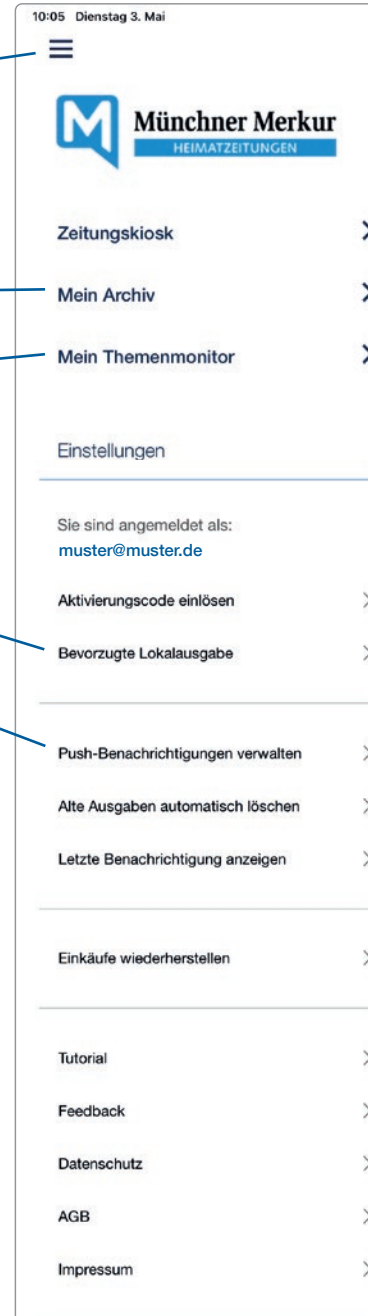 10:05 Dienstag 3. Mai
M
Münchner Merkur
HEIMATZEITUNGEN
Zeitungskiosk
Mein Archiv
Mein Themenmonitor
Einstellungen
Sie sind angemeldet als:
muster@muster.de
Aktivierungscode einlösen
Bevorzugte Lokalausgabe
Push-Benachrichtigungen verwalten
Alte Ausgaben automatisch löschen
Letzte Benachrichtigung anzeigen
Einkäufe wiederherstellen
Tutorial
Feedback
Datenschutz
AGB
Impressum